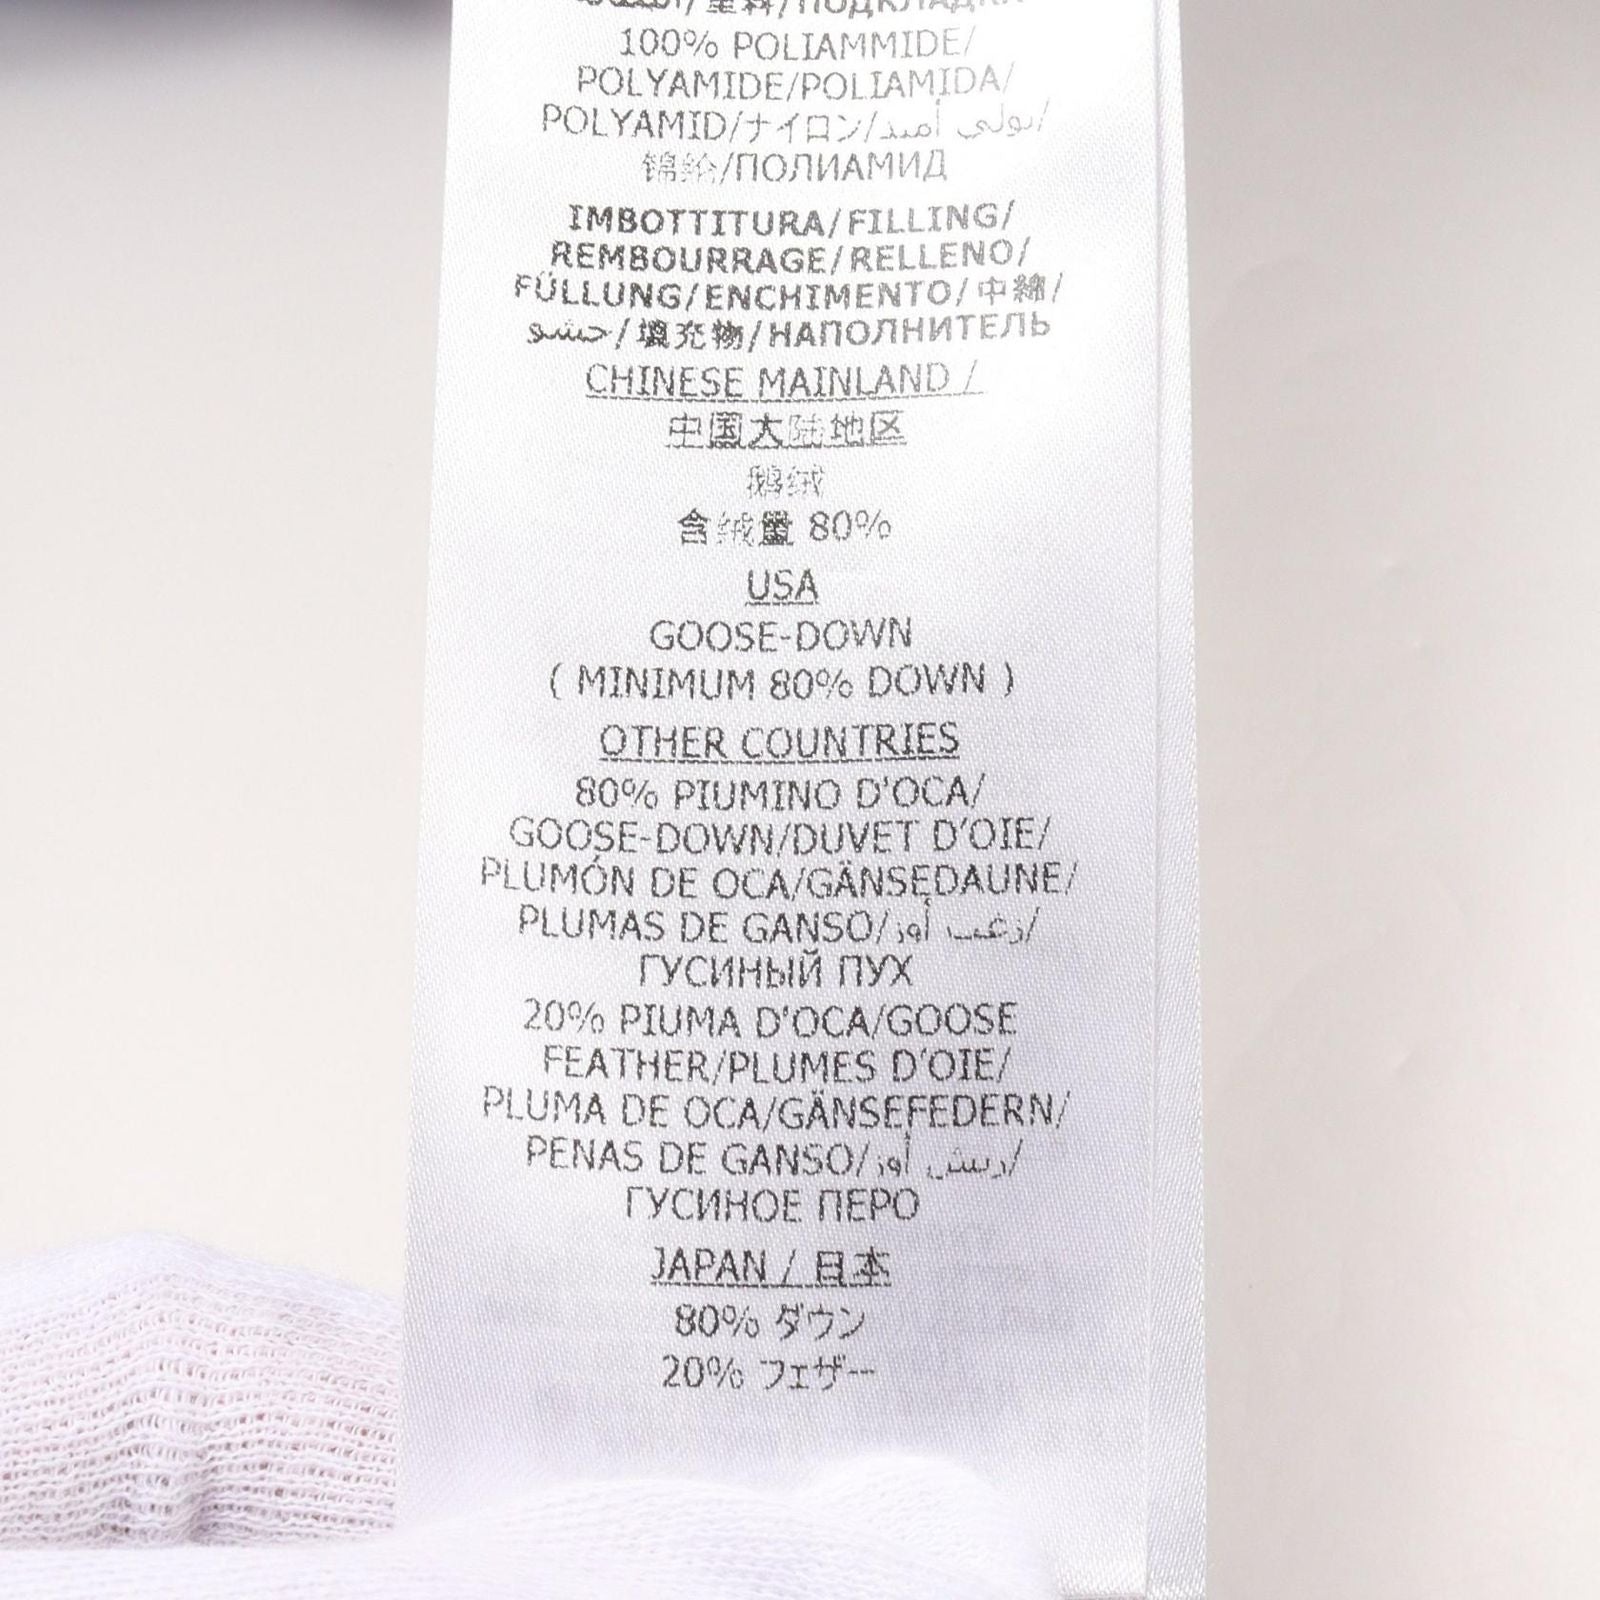 /里料/ПОДКЛАДКА
100% POLIAMMIDE/
POLYAMIDE/POLIAMIDA/
POLYAMID/ナイロン/بولي أميد/
锦纶/ПОЛИАМИД
IMBOTTITURA/FILLING/
REMBOURRAGE/RELLENO/
FÜLLUNG/ENCHIMENTO/中綿/
حشو/填充物/НАПОЛНИТЕЛЬ
CHINESE MAINLAND /
中国大陆地区
鹅绒
含绒量 80%
USA
GOOSE-DOWN
( MINIMUM 80% DOWN )
OTHER COUNTRIES
80% PIUMINO D'OCA/
GOOSE-DOWN/DUVET D'OIE/
PLUMÓN DE OCA/GÄNSEDAUNE/
PLUMAS DE GANSO/زغب أوز/
ГУСИНЫЙ ПУХ
20% PIUMA D'OCA/GOOSE
FEATHER/PLUMES D'OIE/
PLUMA DE OCA/GÄNSEFEDERN/
PENAS DE GANSO/ريش أوز/
ГУСИНОЕ ПЕРО
JAPAN / 日本
80% ダウン
20% フェザー